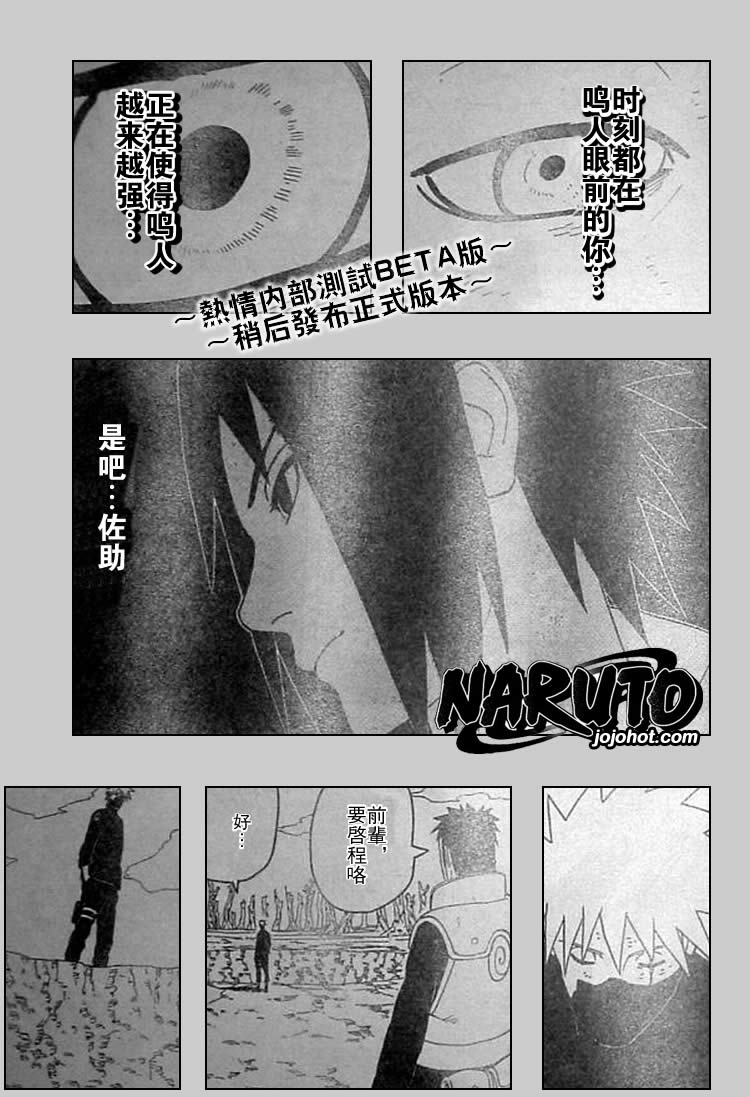 时刻都在
鸣人眼前的你…
正在使得鸣人
越来越强…
～熱情内部測試BETA版～
～稍后發布正式版本～
是吧…佐助
NARUTO
jojohot.com
前輩，
要啓程咯
好…